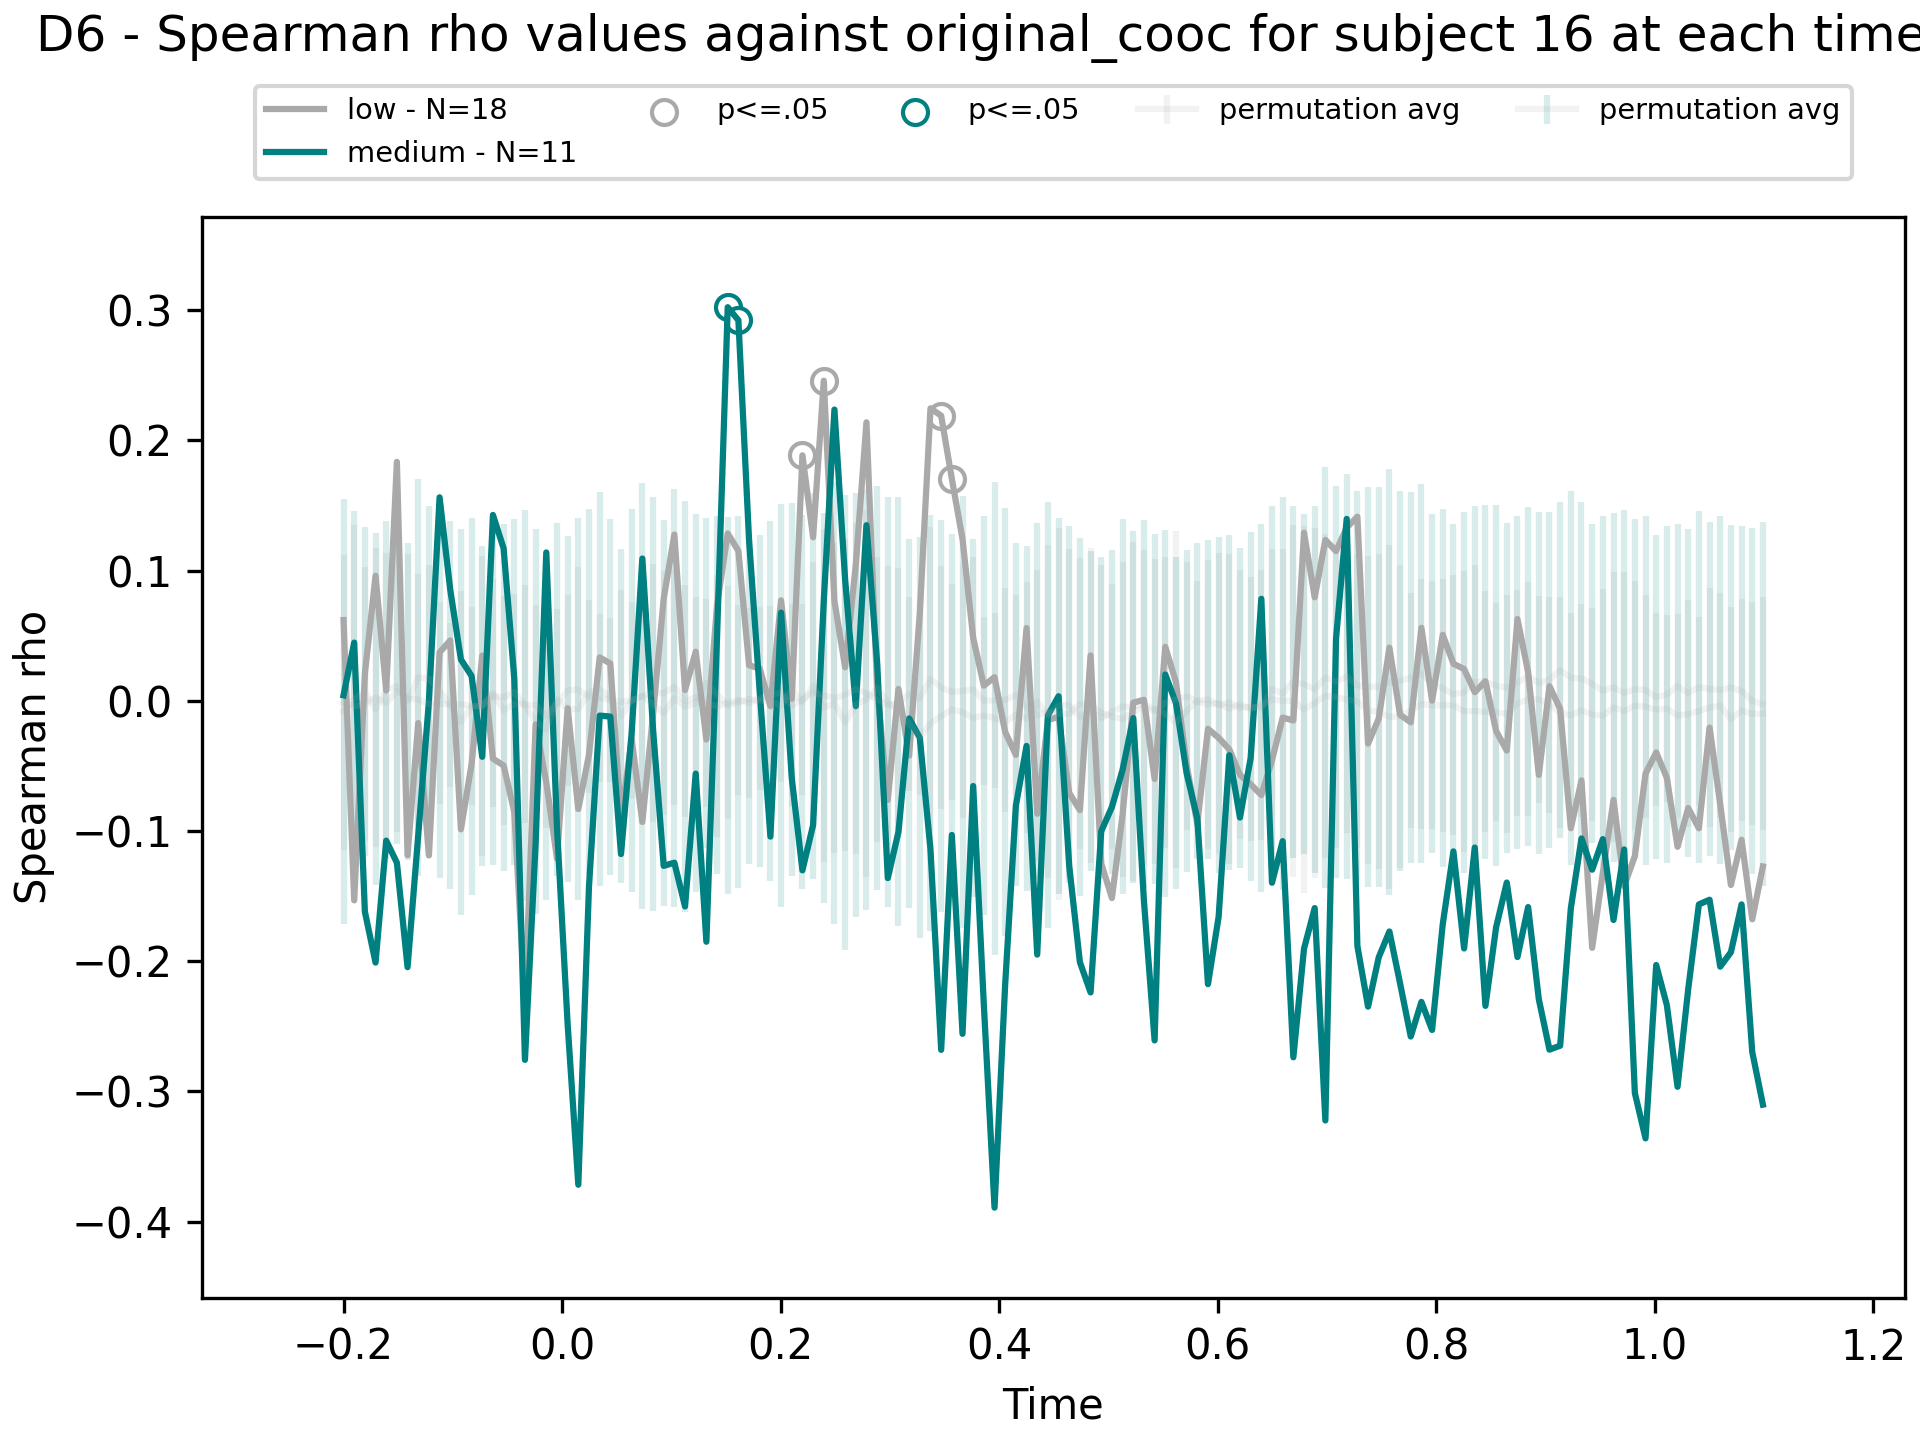 D6 - Spearman rho values against original_cooc for subject 16 at each time
low - N=18
medium - N=11
p<=.05
p<=.05
permutation avg
permutation avg
Spearman rho
0.3
0.2
0.1
0.0
−0.1
−0.2
−0.3
−0.4
−0.2 0.0 0.2 0.4 0.6 0.8 1.0 1.2
Time